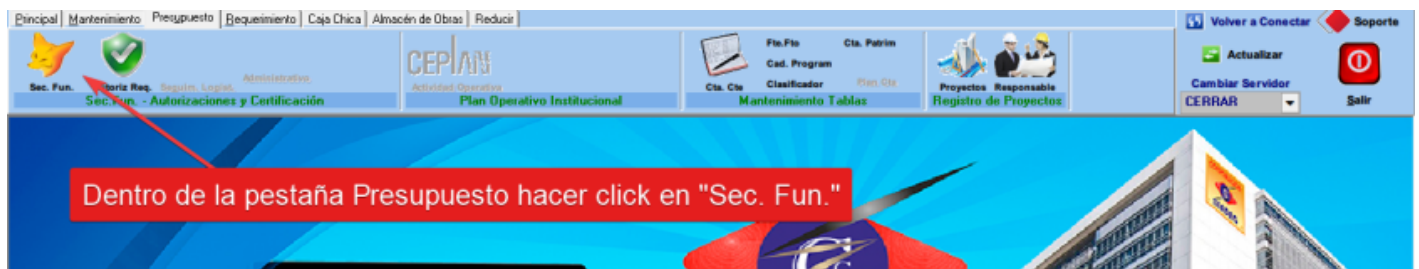 Principal Mantenimiento Presupuesto Requerimiento Caja Chica Almacén de Obras Reducir
Volver a Conectar Soporte
Actualizar
Cambiar Servidor
CERRAR Salir
Sec. Fun. Autoriz Req. Seguim. Logist. Administrativo
Sec.Fun. - Autorizaciones y Certificación
CEPLAN
Actividad Operativa
Plan Operativo Institucional
Fte.Fto Cta. Patrim
Cad. Program
Cta. Cte Clasificador Plan. Cta
Mantenimiento Tablas
Proyectos Responsable
Registro de Proyectos
Dentro de la pestaña Presupuesto hacer click en "Sec. Fun."